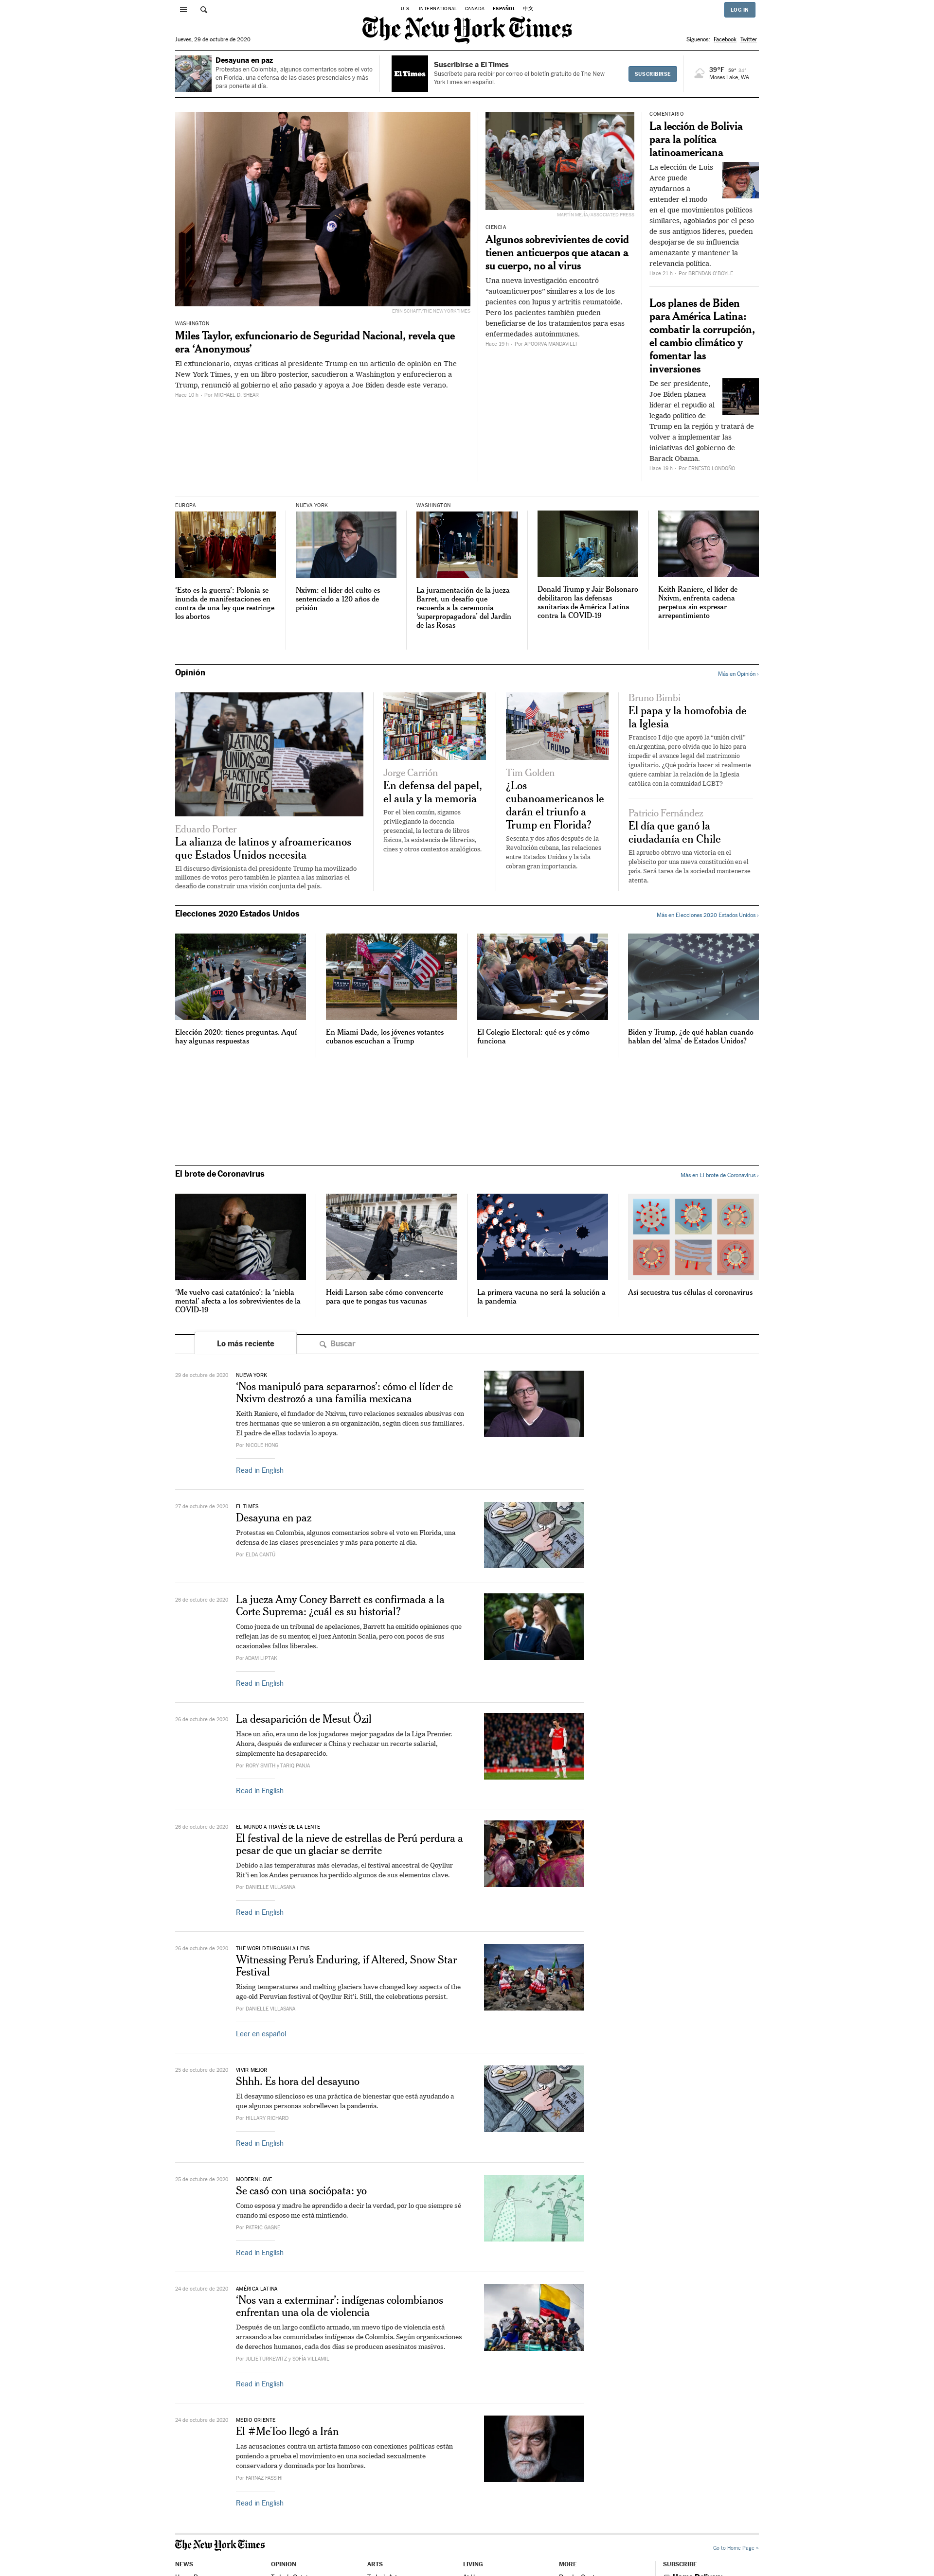 U.S. INTERNATIONAL CANADA ESPAÑOL 中文
LOG IN
The New York Times
Jueves, 29 de octubre de 2020
Síguenos: Facebook Twitter
Desayuna en paz
Protestas en Colombia, algunos comentarios sobre el voto
en Florida, una defensa de las clases presenciales y más
para ponerte al día.
El Times
Suscribirse a El Times
Suscríbete para recibir por correo el boletín gratuito de The New
York Times en español.
SUSCRIBIRSE
39°F
Moses Lake, WA
ERIN SCHAFF/THE NEW YORK TIMES
WASHINGTON
Miles Taylor, exfuncionario de Seguridad Nacional, revela que
era ‘Anonymous’
El exfuncionario, cuyas críticas al presidente Trump en un artículo de opinión en The
New York Times, y en un libro posterior, sacudieron a Washington y enfurecieron a
Trump, renunció al gobierno el año pasado y apoya a Joe Biden desde este verano.
Hace 10 h – Por MICHAEL D. SHEAR
MARTÍN MEJÍA/ASSOCIATED PRESS
CIENCIA
Algunos sobrevivientes de covid
tienen anticuerpos que atacan a
su cuerpo, no al virus
Una nueva investigación encontró
“autoanticuerpos” similares a los de los
pacientes con lupus y artritis reumatoide.
Pero los pacientes también pueden
beneficiarse de los tratamientos para esas
enfermedades autoinmunes.
Hace 19 h – Por APOORVA MANDAVILLI
COMENTARIO
La lección de Bolivia
para la política
latinoamericana
La elección de Luis
Arce puede
ayudarnos a
entender el modo
en el que movimientos políticos
similares, agobiados por el peso
de sus antiguos líderes, pueden
despojarse de su influencia
amenazante y mantener la
relevancia política.
Hace 21 h – Por BRENDAN O’BOYLE
Los planes de Biden
para América Latina:
combatir la corrupción,
el cambio climático y
fomentar las
inversiones
De ser presidente,
Joe Biden planea
liderar el repudio al
legado político de
Trump en la región y tratará de
volver a implementar las
iniciativas del gobierno de
Barack Obama.
Hace 19 h – Por ERNESTO LONDOÑO
EUROPA
‘Esto es la guerra’: Polonia se
inunda de manifestaciones en
contra de una ley que restringe
los abortos
NUEVA YORK
Nxivm: el líder del culto es
sentenciado a 120 años de
prisión
WASHINGTON
La juramentación de la jueza
Barret, un desafío que
recuerda a la ceremonia
‘superpropagadora’ del Jardín
de las Rosas
Donald Trump y Jair Bolsonaro
debilitaron las defensas
sanitarias de América Latina
contra la COVID-19
Keith Raniere, el líder de
Nxivm, enfrenta cadena
perpetua sin expresar
arrepentimiento
Opinión
Más en Opinión ›
LATINOS
UNIDIS CON
BLACK LIVES
MATTER
Eduardo Porter
La alianza de latinos y afroamericanos
que Estados Unidos necesita
El discurso divisionista del presidente Trump ha movilizado
millones de votos pero también le plantea a las minorías el
desafío de construir una visión conjunta del país.
Jorge Carrión
En defensa del papel,
el aula y la memoria
Por el bien común, sigamos
privilegiando la docencia
presencial, la lectura de libros
físicos, la existencia de librerías,
cines y otros contextos analógicos.
Tim Golden
¿Los
cubanoamericanos le
darán el triunfo a
Trump en Florida?
Sesenta y dos años después de la
Revolución cubana, las relaciones
entre Estados Unidos y la isla
cobran gran importancia.
Bruno Bimbi
El papa y la homofobia de
la Iglesia
Francisco I dijo que apoyó la “unión civil”
en Argentina, pero olvida que lo hizo para
impedir el avance legal del matrimonio
igualitario. ¿Qué podría hacer si realmente
quiere cambiar la relación de la Iglesia
católica con la comunidad LGBT?
Patricio Fernández
El día que ganó la
ciudadanía en Chile
El apruebo obtuvo una victoria en el
plebiscito por una nueva constitución en el
país. Será tarea de la sociedad mantenerse
atenta.
Elecciones 2020 Estados Unidos
Más en Elecciones 2020 Estados Unidos ›
Elección 2020: tienes preguntas. Aquí
hay algunas respuestas
En Miami-Dade, los jóvenes votantes
cubanos escuchan a Trump
El Colegio Electoral: qué es y cómo
funciona
Biden y Trump, ¿de qué hablan cuando
hablan del ‘alma’ de Estados Unidos?
El brote de Coronavirus
Más en El brote de Coronavirus ›
‘Me vuelvo casi catatónico’: la ‘niebla
mental’ afecta a los sobrevivientes de la
COVID-19
Heidi Larson sabe cómo convencerte
para que te pongas tus vacunas
La primera vacuna no será la solución a
la pandemia
Así secuestra tus células el coronavirus
Lo más reciente
Buscar
29 de octubre de 2020
NUEVA YORK
‘Nos manipuló para separarnos’: cómo el líder de
Nxivm destrozó a una familia mexicana
Keith Raniere, el fundador de Nxivm, tuvo relaciones sexuales abusivas con
tres hermanas que se unieron a su organización, según dicen sus familiares.
El padre de ellas todavía lo apoya.
Por NICOLE HONG
Read in English
27 de octubre de 2020
EL TIMES
Desayuna en paz
Protestas en Colombia, algunos comentarios sobre el voto en Florida, una
defensa de las clases presenciales y más para ponerte al día.
Por ELDA CANTÚ
26 de octubre de 2020
La jueza Amy Coney Barrett es confirmada a la
Corte Suprema: ¿cuál es su historial?
Como jueza de un tribunal de apelaciones, Barrett ha emitido opiniones que
reflejan las de su mentor, el juez Antonin Scalia, pero con pocos de sus
ocasionales fallos liberales.
Por ADAM LIPTAK
Read in English
26 de octubre de 2020
La desaparición de Mesut Özil
Hace un año, era uno de los jugadores mejor pagados de la Liga Premier.
Ahora, después de enfurecer a China y rechazar un recorte salarial,
simplemente ha desaparecido.
Por RORY SMITH y TARIQ PANJA
Read in English
26 de octubre de 2020
EL MUNDO A TRAVÉS DE LA LENTE
El festival de la nieve de estrellas de Perú perdura a
pesar de que un glaciar se derrite
Debido a las temperaturas más elevadas, el festival ancestral de Qoyllur
Rit’i en los Andes peruanos ha perdido algunos de sus elementos clave.
Por DANIELLE VILLASANA
Read in English
26 de octubre de 2020
THE WORLD THROUGH A LENS
Witnessing Peru’s Enduring, if Altered, Snow Star
Festival
Rising temperatures and melting glaciers have changed key aspects of the
age-old Peruvian festival of Qoyllur Rit’i. Still, the celebrations persist.
Por DANIELLE VILLASANA
Leer en español
25 de octubre de 2020
VIVIR MEJOR
Shhh. Es hora del desayuno
El desayuno silencioso es una práctica de bienestar que está ayudando a
que algunas personas sobrelleven la pandemia.
Por HILLARY RICHARD
Read in English
25 de octubre de 2020
MODERN LOVE
Se casó con una sociópata: yo
Como esposa y madre he aprendido a decir la verdad, por lo que siempre sé
cuando mi esposo me está mintiendo.
Por PATRIC GAGNE
Read in English
24 de octubre de 2020
AMÉRICA LATINA
‘Nos van a exterminar’: indígenas colombianos
enfrentan una ola de violencia
Después de un largo conflicto armado, un nuevo tipo de violencia está
arrasando a las comunidades indígenas de Colombia. Según organizaciones
de derechos humanos, cada dos días se producen asesinatos masivos.
Por JULIE TURKEWITZ y SOFÍA VILLAMIL
Read in English
24 de octubre de 2020
MEDIO ORIENTE
El #MeToo llegó a Irán
Las acusaciones contra un artista famoso con conexiones políticas están
poniendo a prueba el movimiento en una sociedad sexualmente
conservadora y dominada por los hombres.
Por FARNAZ FASSIHI
Read in English
The New York Times
Go to Home Page »
NEWS OPINION ARTS LIVING MORE SUBSCRIBE